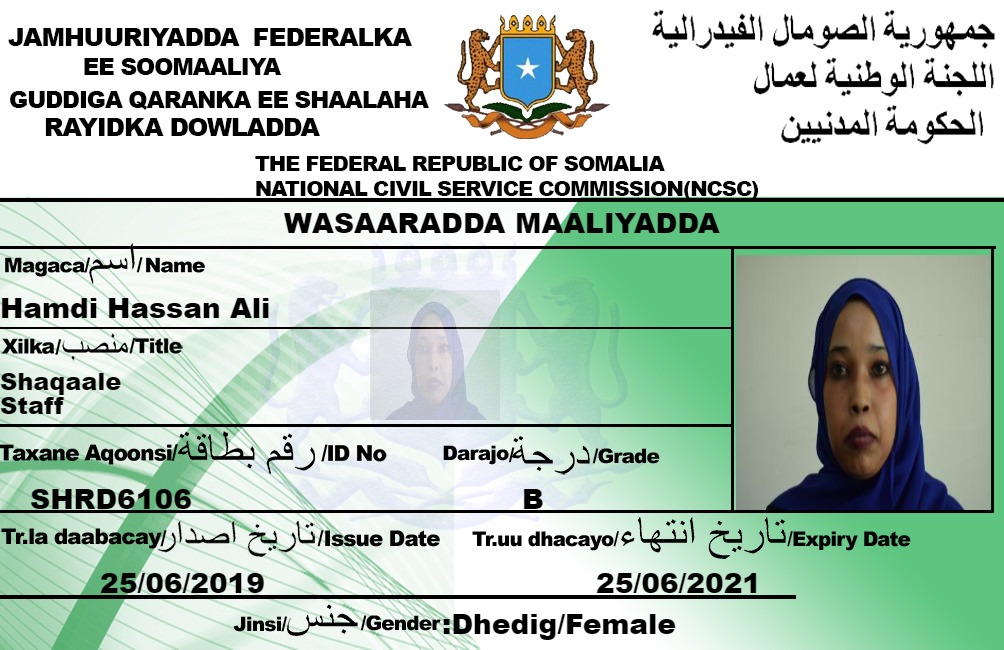 JAMHUURIYADDA FEDERALKA
EE SOOMAALIYA
GUDDIGA QARANKA EE SHAALAHA
RAYIDKA DOWLADDA
جمهورية الصومال الفيدرالية
اللجنة الوطنية لعمال
الحكومة المدنيين
THE FEDERAL REPUBLIC OF SOMALIA
NATIONAL CIVIL SERVICE COMMISSION(NCSC)
WASAARADDA MAALIYADDA
Magaca/اسم/Name
Hamdi Hassan Ali
Xilka/منصب/Title
Shaqaale
Staff
Taxane Aqoonsi/رقم بطاقة/ID No
SHRD6106
Darajo/درجة/Grade
B
Tr.la daabacay/تاريخ اصدار/Issue Date
25/06/2019
Tr.uu dhacayo/تاريخ انتهاء/Expiry Date
25/06/2021
Jinsi/جنس/Gender:Dhedig/Female